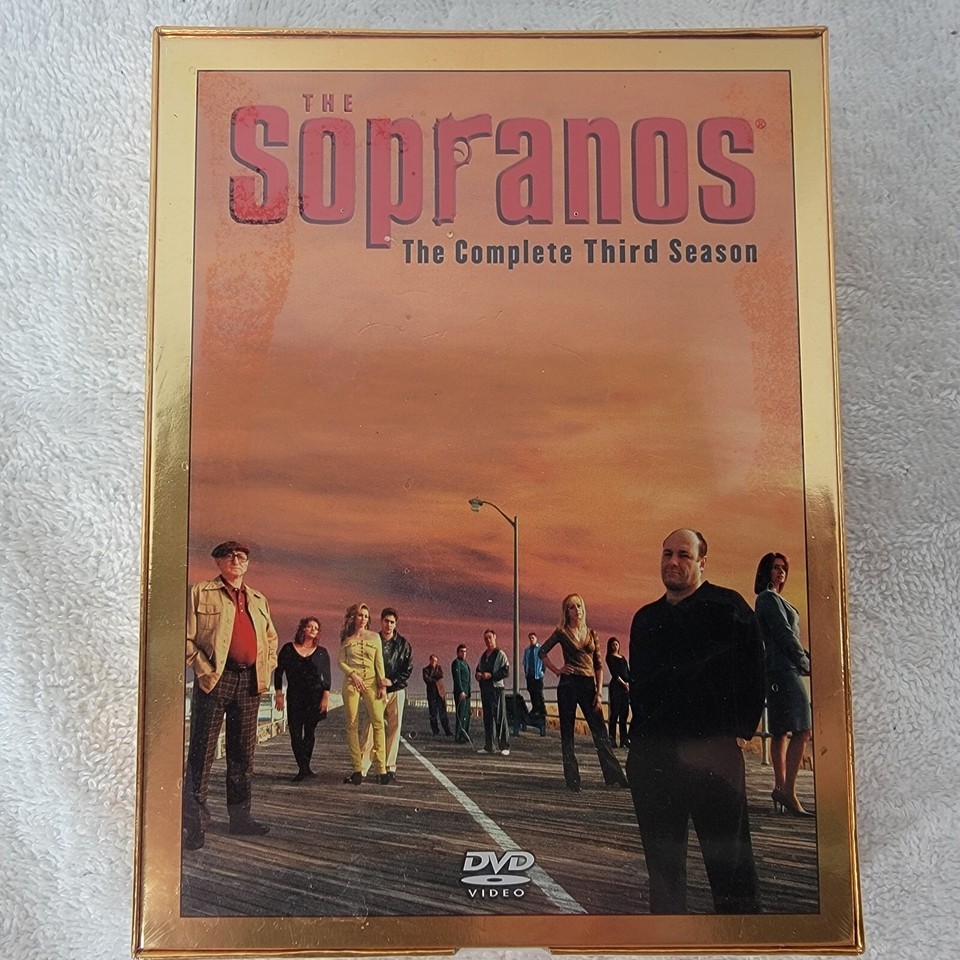 THE
Sopranos®
The Complete Third Season
DVD
VIDEO